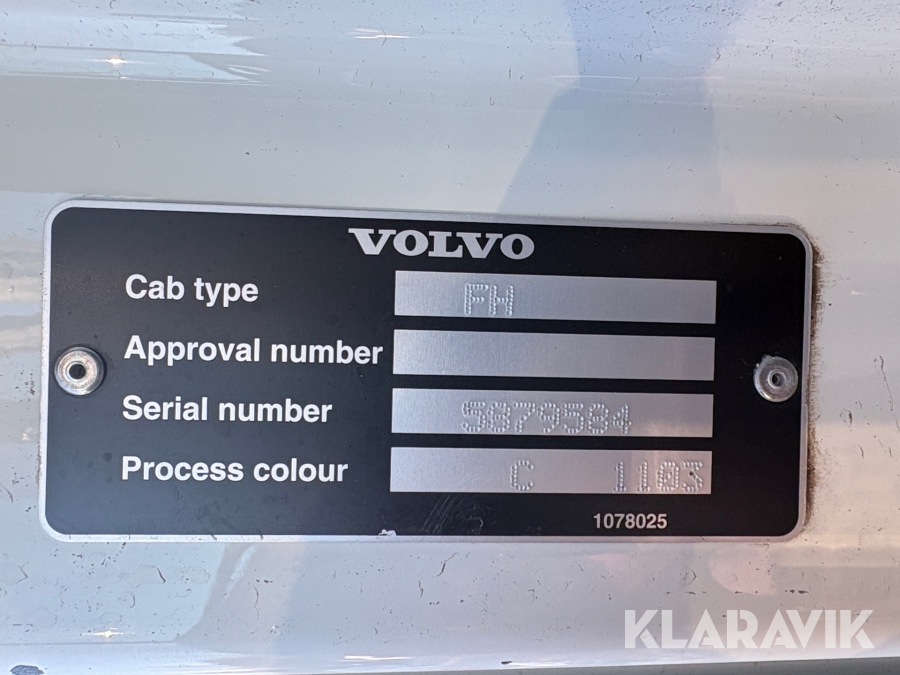 VOLVO
Cab type FH
Approval number
Serial number 5879584
Process colour C 1103
1078025
KLARAVIK